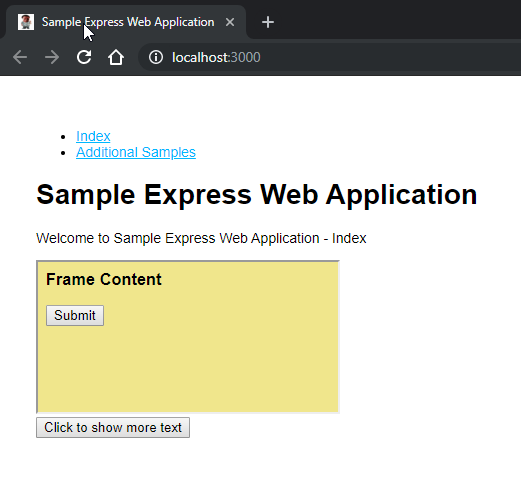 Sample Express Web Application
localhost:3000
Index
Additional Samples
Sample Express Web Application
Welcome to Sample Express Web Application - Index
Frame Content
Submit
Click to show more text